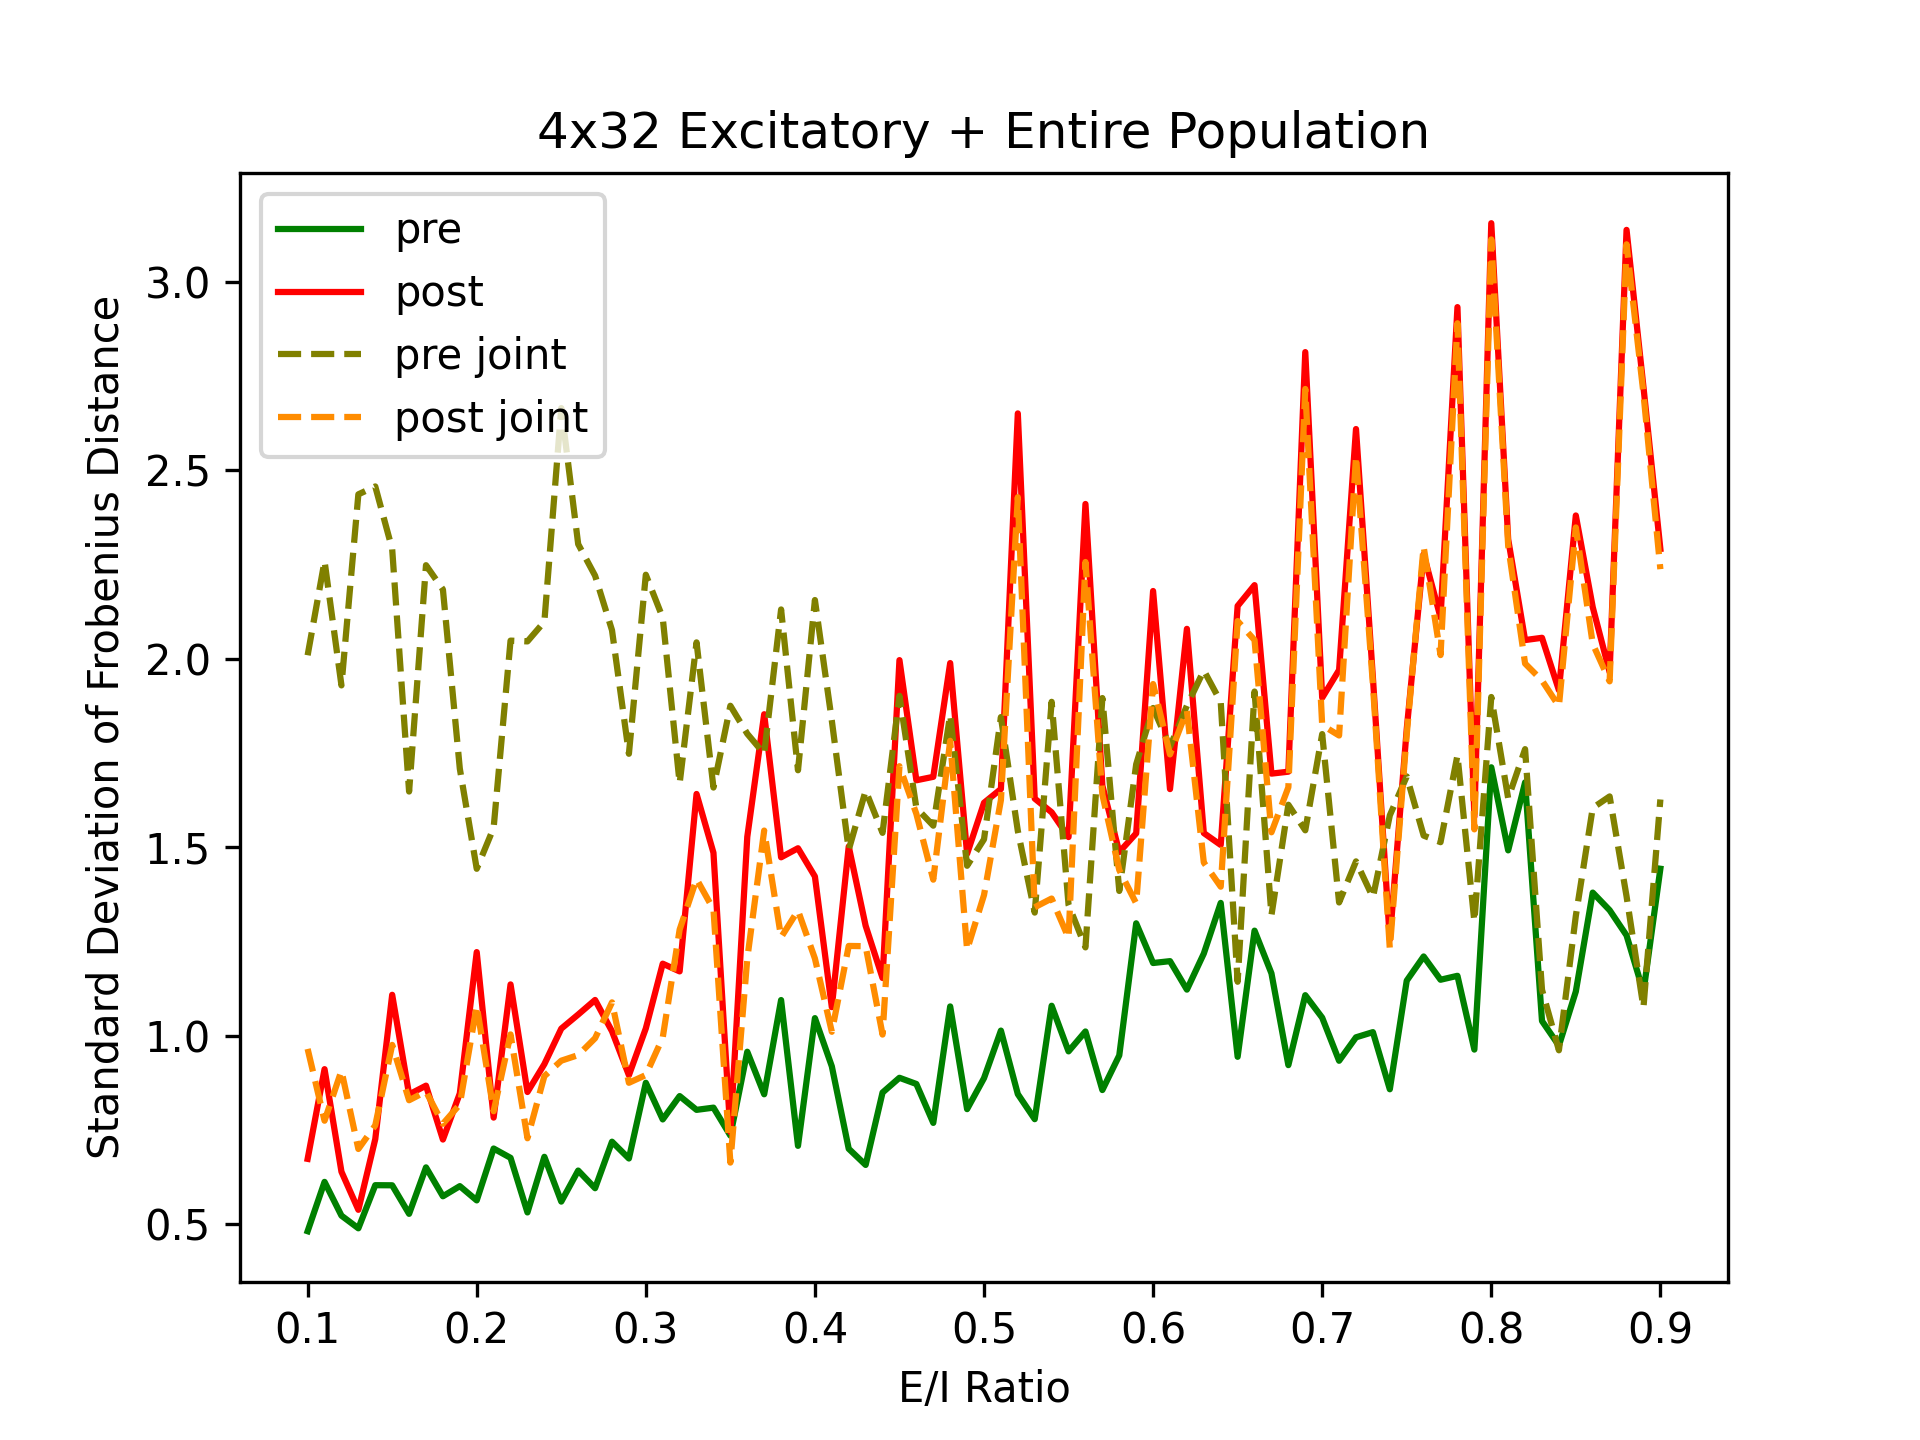 4x32 Excitatory + Entire Population
pre
post
pre joint
post joint
Standard Deviation of Frobenius Distance
3.0
2.5
2.0
1.5
1.0
0.5
0.1 0.2 0.3 0.4 0.5 0.6 0.7 0.8 0.9
E/I Ratio